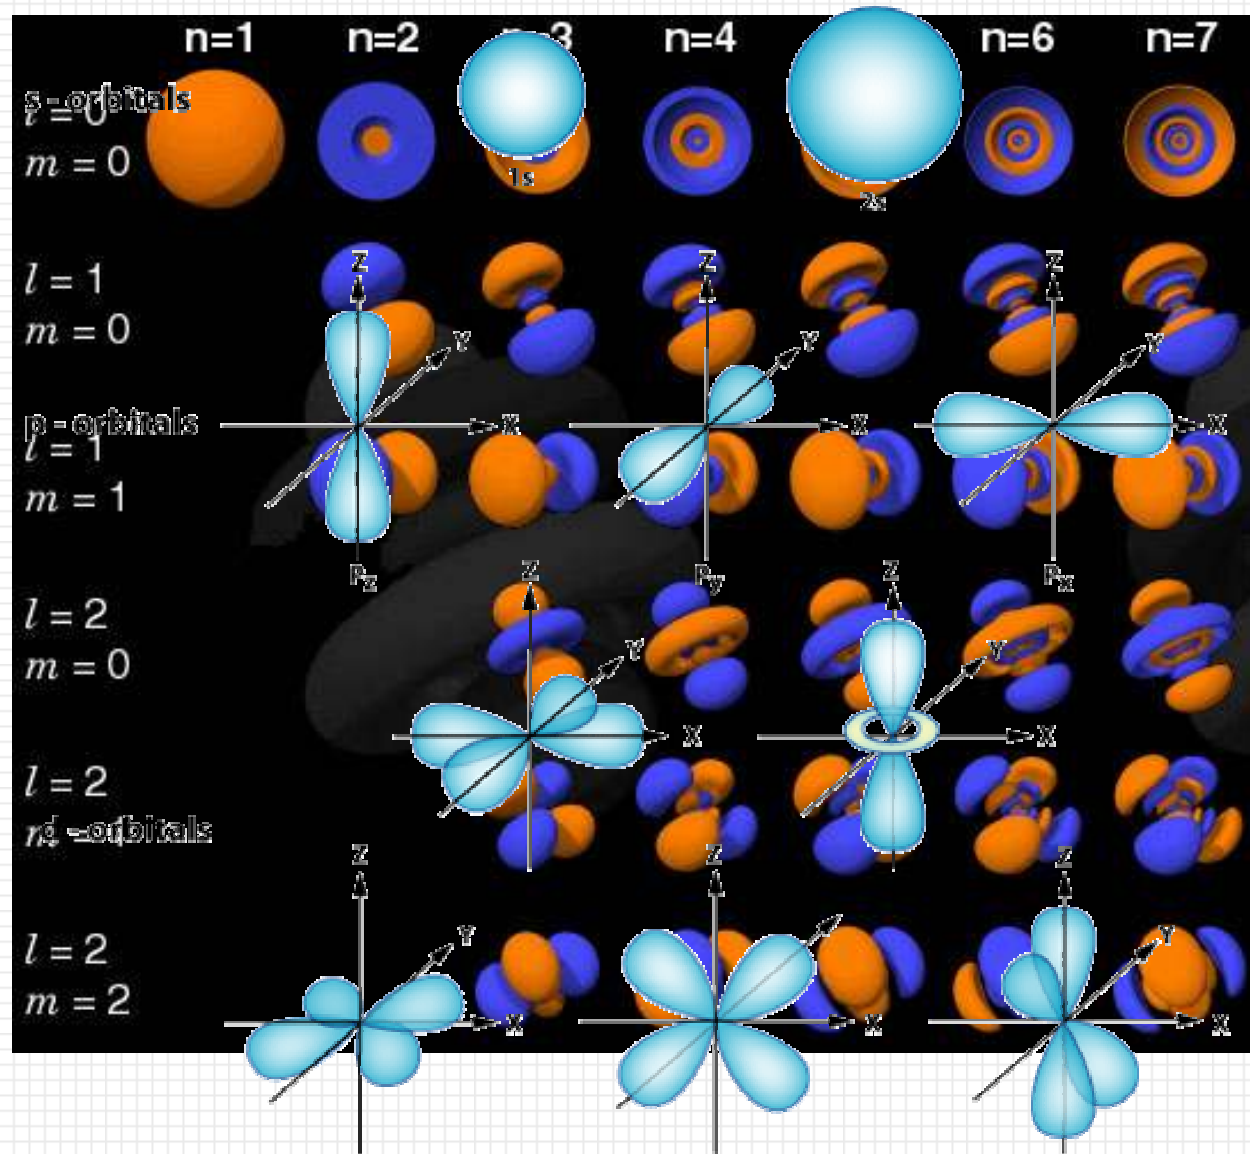 n=1 n=2 n=3 n=4 n=6 n=7
s - orbitals
l = 0
m = 0
1s
2s
l = 1
m = 0
Z Z Z
Y Y Y
X X X
p - orbitals
l = 1
m = 1
Pz Py Px
l = 2
m = 0
Z Z
Y Y
X X
l = 2
d - orbitals
Z Z Z
l = 2
m = 2
Y Y
X X X